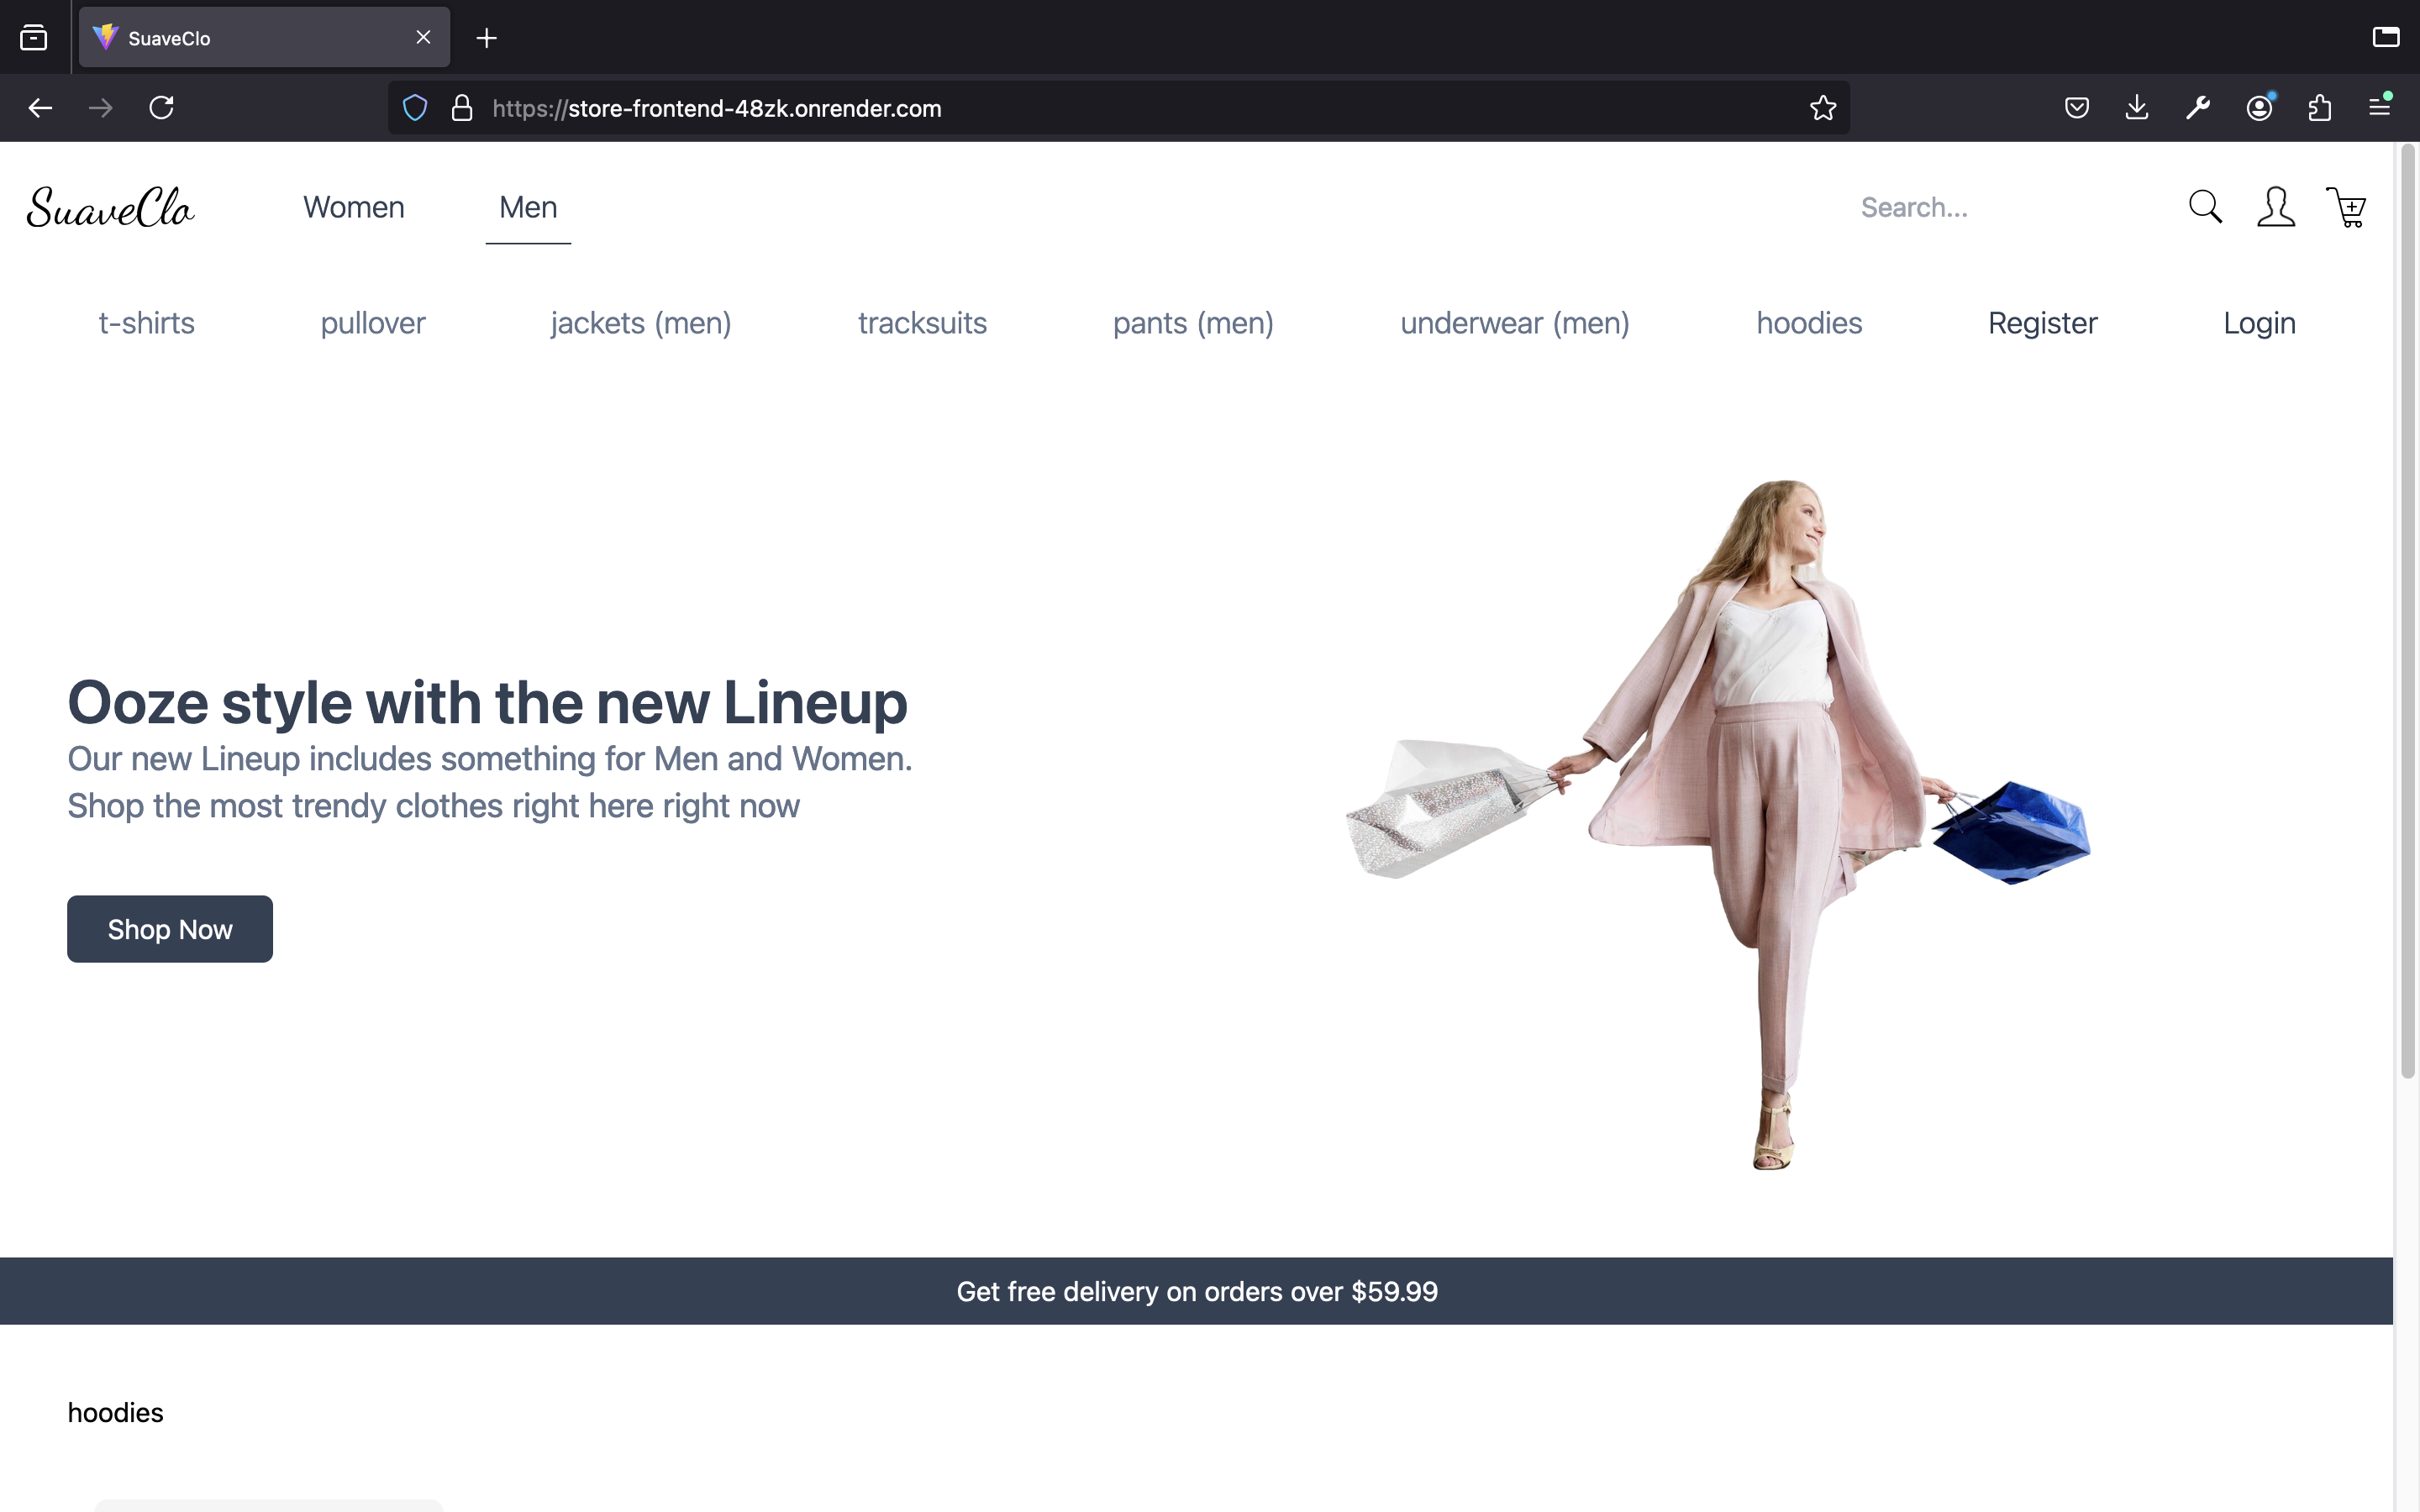 SuaveClo
https://store-frontend-48zk.onrender.com
SuaveClo Women Men Search...
t-shirts pullover jackets (men) tracksuits pants (men) underwear (men) hoodies Register Login
Ooze style with the new Lineup
Our new Lineup includes something for Men and Women.
Shop the most trendy clothes right here right now
Shop Now
Get free delivery on orders over $59.99
hoodies